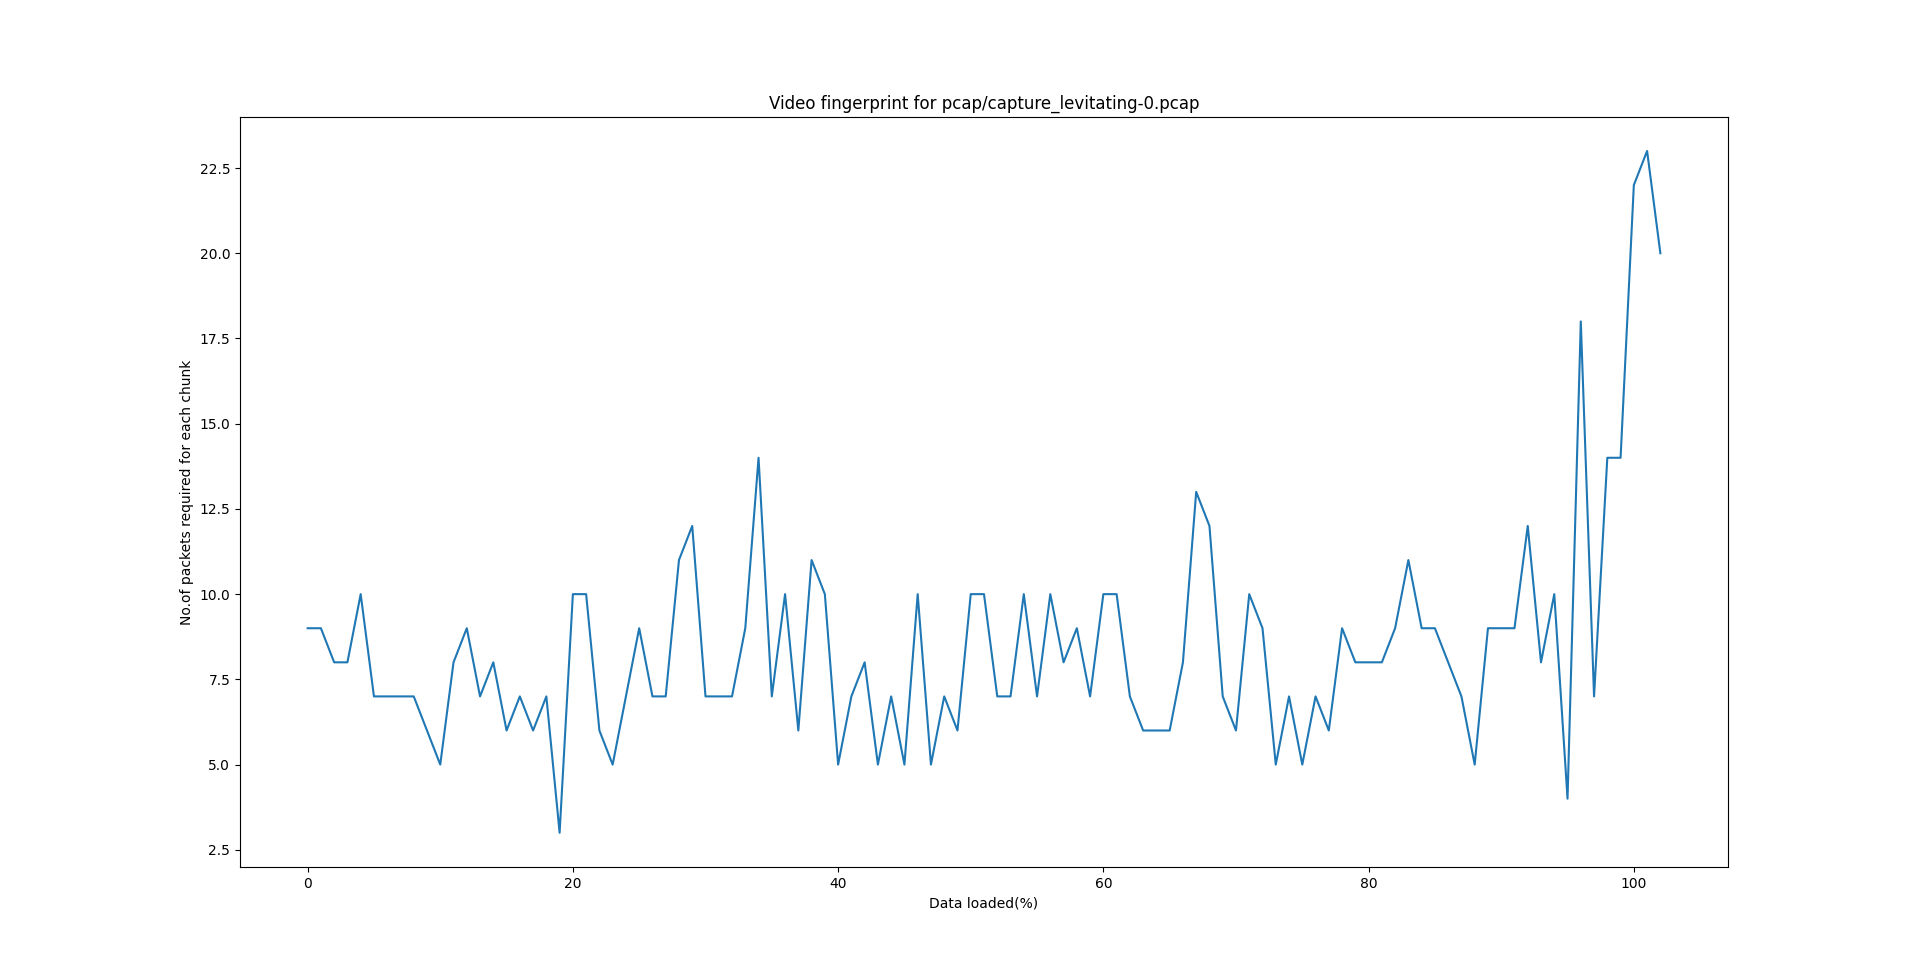 Video fingerprint for pcap/capture_levitating-0.pcap
22.5
20.0
17.5
15.0
12.5
10.0
7.5
5.0
2.5
No.of packets required for each chunk
0 20 40 60 80 100
Data loaded(%)